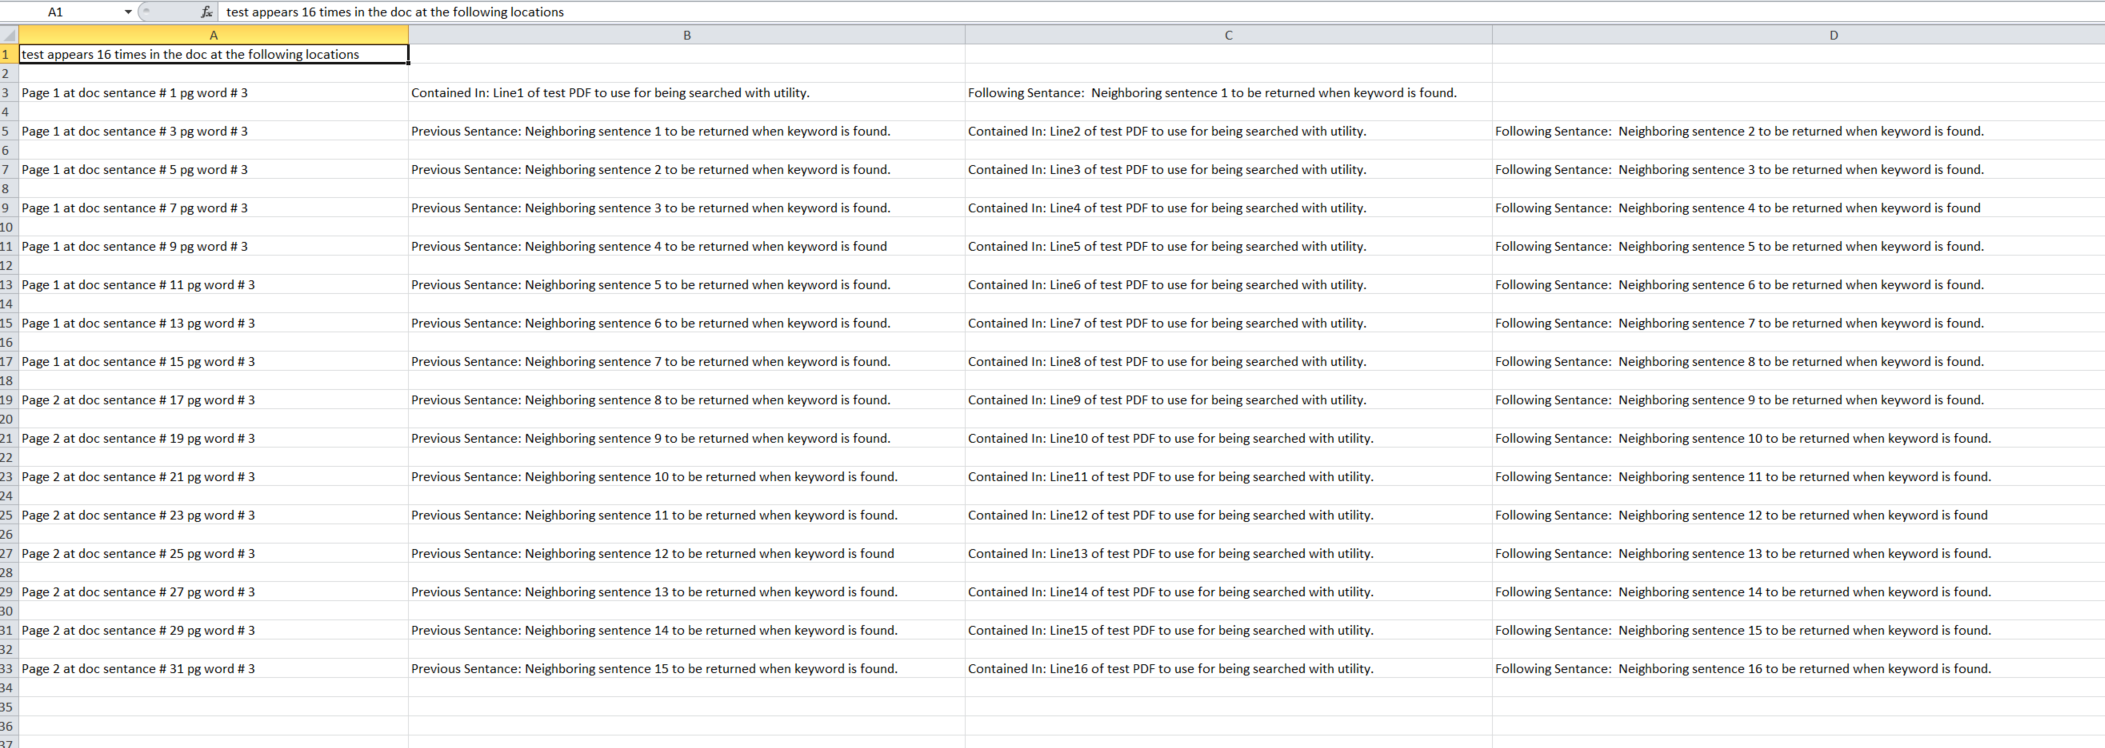 A1 fx test appears 16 times in the doc at the following locations
A B C D
1 test appears 16 times in the doc at the following locations
2
3 Page 1 at doc sentence # 1 pg word # 3 Contained In: Line1 of test PDF to use for being searched with utility. Following Sentance: Neighboring sentence 1 to be returned when keyword is found.
4
5 Page 1 at doc sentence # 3 pg word # 3 Previous Sentance: Neighboring sentence 1 to be returned when keyword is found. Contained In: Line2 of test PDF to use for being searched with utility. Following Sentance: Neighboring sentence 2 to be returned when keyword is found.
6
7 Page 1 at doc sentence # 5 pg word # 3 Previous Sentance: Neighboring sentence 2 to be returned when keyword is found. Contained In: Line3 of test PDF to use for being searched with utility. Following Sentance: Neighboring sentence 3 to be returned when keyword is found.
8
9 Page 1 at doc sentence # 7 pg word # 3 Previous Sentance: Neighboring sentence 3 to be returned when keyword is found. Contained In: Line4 of test PDF to use for being searched with utility. Following Sentance: Neighboring sentence 4 to be returned when keyword is found
10
11 Page 1 at doc sentence # 9 pg word # 3 Previous Sentance: Neighboring sentence 4 to be returned when keyword is found Contained In: Line5 of test PDF to use for being searched with utility. Following Sentance: Neighboring sentence 5 to be returned when keyword is found.
12
13 Page 1 at doc sentence # 11 pg word # 3 Previous Sentance: Neighboring sentence 5 to be returned when keyword is found. Contained In: Line6 of test PDF to use for being searched with utility. Following Sentance: Neighboring sentence 6 to be returned when keyword is found.
14
15 Page 1 at doc sentence # 13 pg word # 3 Previous Sentance: Neighboring sentence 6 to be returned when keyword is found. Contained In: Line7 of test PDF to use for being searched with utility. Following Sentance: Neighboring sentence 7 to be returned when keyword is found.
16
17 Page 1 at doc sentence # 15 pg word # 3 Previous Sentance: Neighboring sentence 7 to be returned when keyword is found. Contained In: Line8 of test PDF to use for being searched with utility. Following Sentance: Neighboring sentence 8 to be returned when keyword is found.
18
19 Page 2 at doc sentence # 17 pg word # 3 Previous Sentance: Neighboring sentence 8 to be returned when keyword is found. Contained In: Line9 of test PDF to use for being searched with utility. Following Sentance: Neighboring sentence 9 to be returned when keyword is found.
20
21 Page 2 at doc sentence # 19 pg word # 3 Previous Sentance: Neighboring sentence 9 to be returned when keyword is found. Contained In: Line10 of test PDF to use for being searched with utility. Following Sentance: Neighboring sentence 10 to be returned when keyword is found.
22
23 Page 2 at doc sentence # 21 pg word # 3 Previous Sentance: Neighboring sentence 10 to be returned when keyword is found. Contained In: Line11 of test PDF to use for being searched with utility. Following Sentance: Neighboring sentence 11 to be returned when keyword is found.
24
25 Page 2 at doc sentence # 23 pg word # 3 Previous Sentance: Neighboring sentence 11 to be returned when keyword is found. Contained In: Line12 of test PDF to use for being searched with utility. Following Sentance: Neighboring sentence 12 to be returned when keyword is found
26
27 Page 2 at doc sentence # 25 pg word # 3 Previous Sentance: Neighboring sentence 12 to be returned when keyword is found Contained In: Line13 of test PDF to use for being searched with utility. Following Sentance: Neighboring sentence 13 to be returned when keyword is found.
28
29 Page 2 at doc sentence # 27 pg word # 3 Previous Sentance: Neighboring sentence 13 to be returned when keyword is found. Contained In: Line14 of test PDF to use for being searched with utility. Following Sentance: Neighboring sentence 14 to be returned when keyword is found.
30
31 Page 2 at doc sentence # 29 pg word # 3 Previous Sentance: Neighboring sentence 14 to be returned when keyword is found. Contained In: Line15 of test PDF to use for being searched with utility. Following Sentance: Neighboring sentence 15 to be returned when keyword is found.
32
33 Page 2 at doc sentence # 31 pg word # 3 Previous Sentance: Neighboring sentence 15 to be returned when keyword is found. Contained In: Line16 of test PDF to use for being searched with utility. Following Sentance: Neighboring sentence 16 to be returned when keyword is found.
34
35
36
37